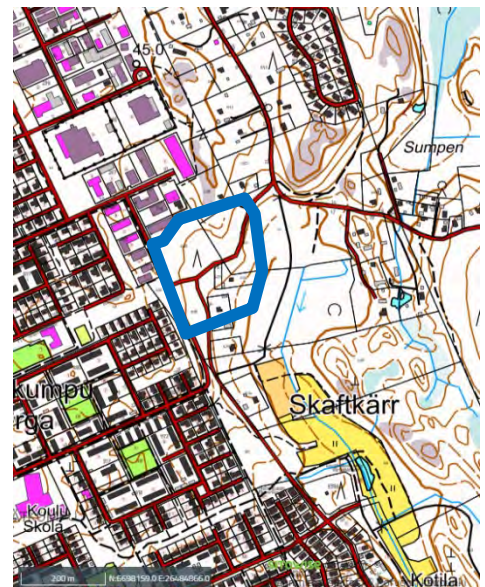 45.0
Sumpen
Skaftkärr
kumpu
rga
Koulu
Skola
200 m
N:6698159.0 E:26484866.0
Kotila